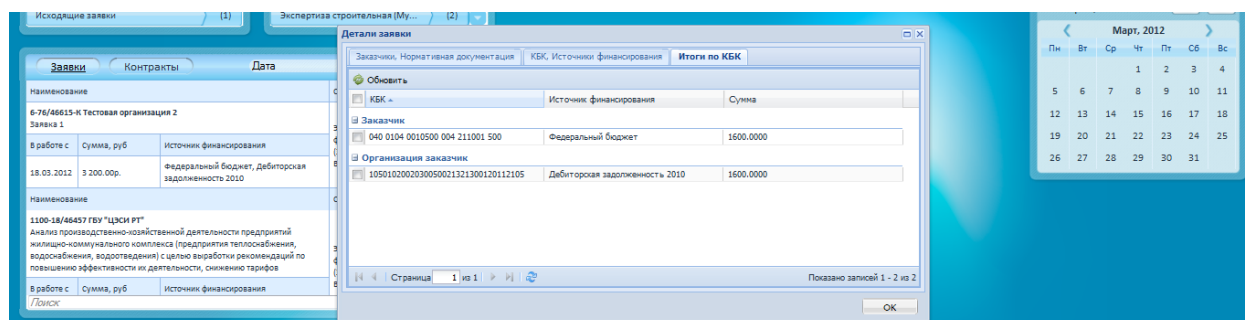 Исходящие заявки (1)
Экспертиза строительная (Му... (2)
Заявки Контракты Дата
Наименование
6-76/46615-К Тестовая организация 2
Заявка 1
В работе с Сумма, руб Источник финансирования
18.03.2012 3 200.00р. Федеральный бюджет, Дебиторская
задолженность 2010
Наименование
1100-18/46457 ГБУ "ЦЭСИ РТ"
Анализ производственно-хозяйственной деятельности предприятий
жилищно-коммунального комплекса (предприятия теплоснабжения,
водоснабжения, водоотведения) с целью выработки рекомендаций по
повышению эффективности их деятельности, снижению тарифов
В работе с Сумма, руб Источник финансирования
Поиск
Детали заявки
Заказчики, Нормативная документация КБК, Источники финансирования Итоги по КБК
Обновить
КБК Источник финансирования Сумма
Заказчик
040 0104 0010500 004 211001 500 Федеральный бюджет 1600.0000
Организация заказчик
105010200203005002132130012011​2105 Дебиторская задолженность 2010 1600.0000
Страница 1 из 1
Показано записей 1 - 2 из 2
OK
Март, 2012
Пн Вт Ср Чт Пт Сб Вс
1 2 3 4
5 6 7 8 9 10 11
12 13 14 15 16 17 18
19 20 21 22 23 24 25
26 27 28 29 30 31